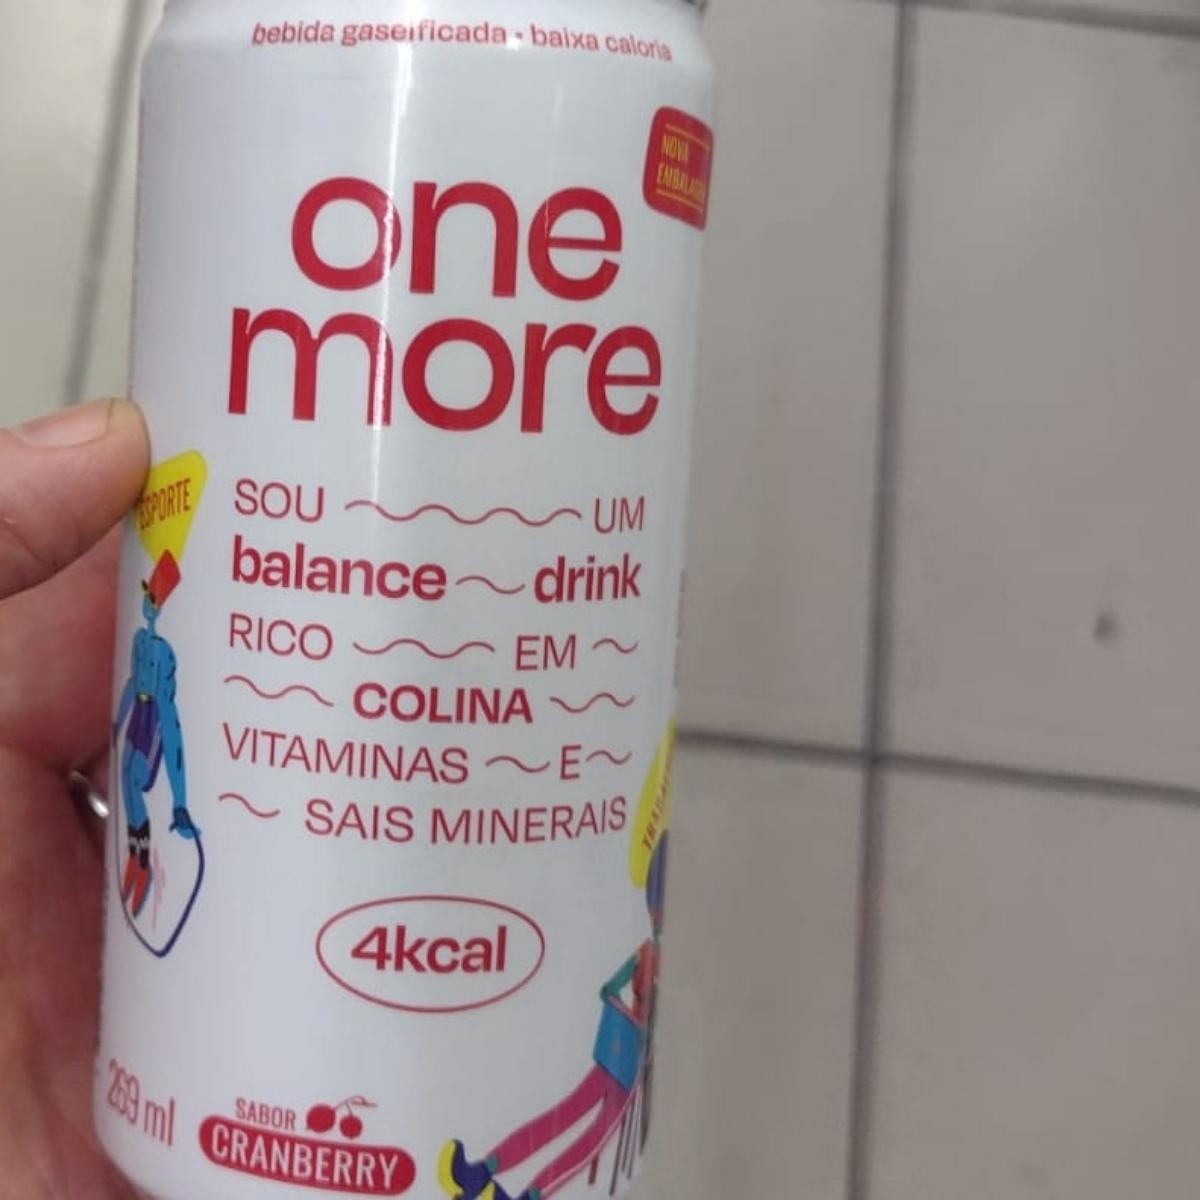 bebida gaseificada • baixa caloria
NOVA
EMBALAGEM
one
more
ESPORTE
SOU UM
balance drink
RICO EM
COLINA
VITAMINAS E
SAIS MINERAIS
4kcal
269 ml
SABOR
CRANBERRY